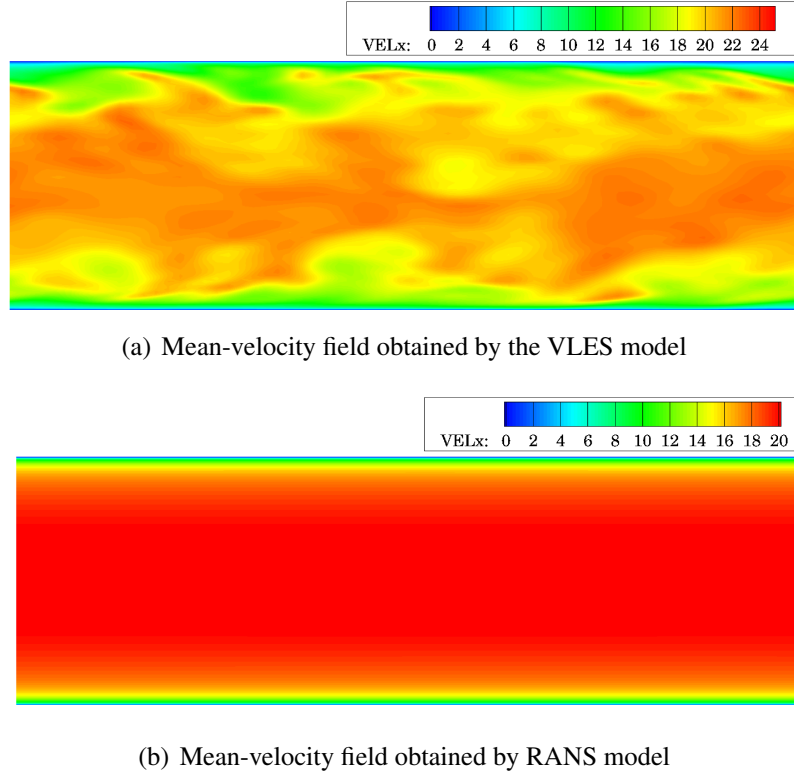 VELx: 0 2 4 6 8 10 12 14 16 18 20 22 24
(a) Mean-velocity field obtained by the VLES model
VELx: 0 2 4 6 8 10 12 14 16 18 20
(b) Mean-velocity field obtained by RANS model